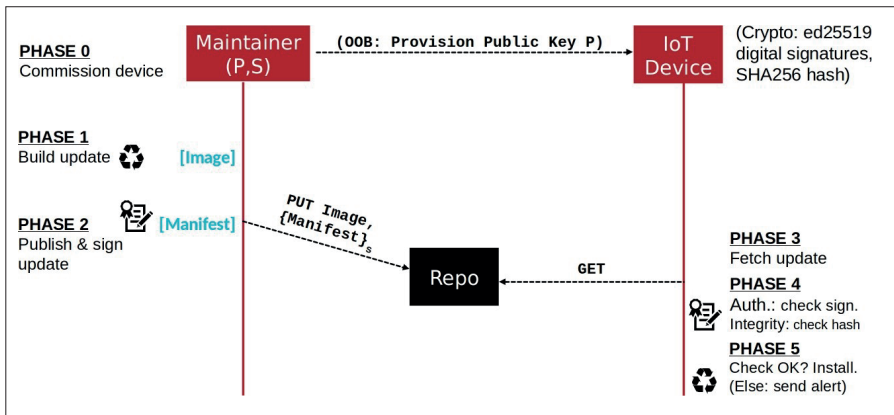 PHASE 0
Commission device
Maintainer
(P,S)
(OOB: Provision Public Key P)
IoT
Device
(Crypto: ed25519
digital signatures,
SHA256 hash)
PHASE 1
Build update
[Image]
PHASE 2
Publish & sign
update
[Manifest]
PUT Image,
{Manifest}s
Repo
GET
PHASE 3
Fetch update
PHASE 4
Auth.: check sign.
Integrity: check hash
PHASE 5
Check OK? Install.
(Else: send alert)